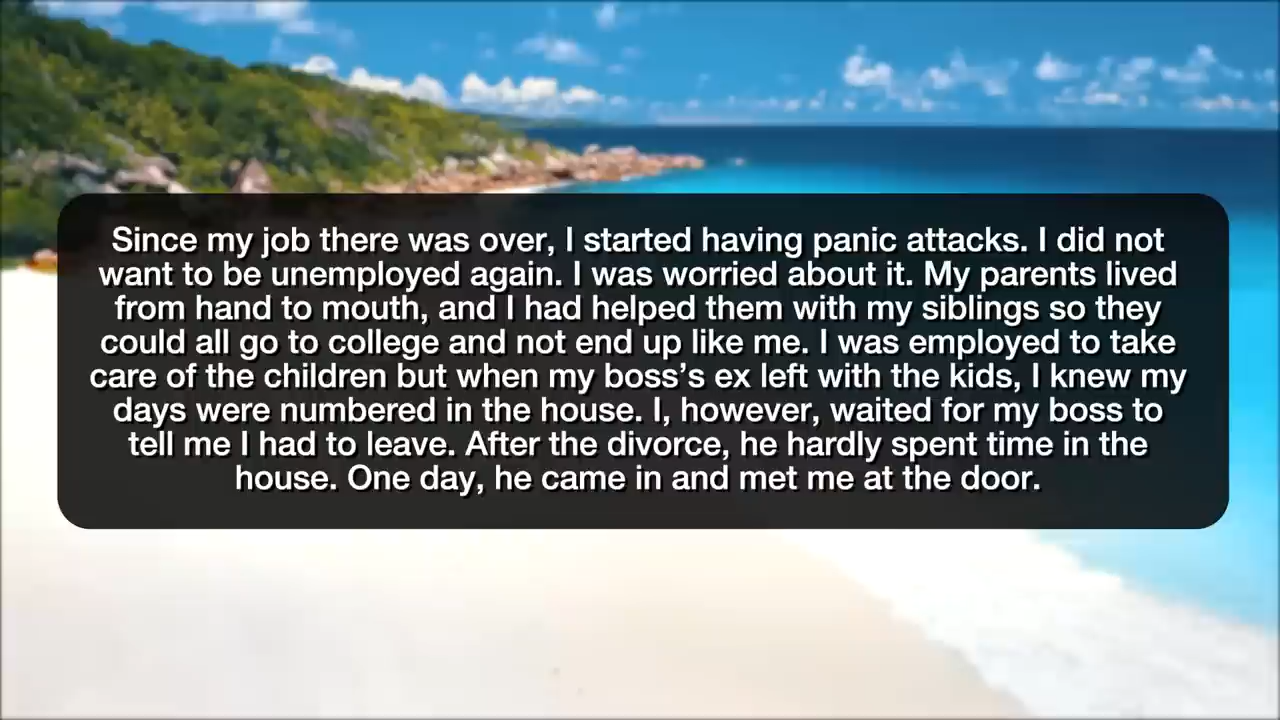 Since my job there was over, I started having panic attacks. I did not
want to be unemployed again. I was worried about it. My parents lived
from hand to mouth, and I had helped them with my siblings so they
could all go to college and not end up like me. I was employed to take
care of the children but when my boss’s ex left with the kids, I knew my
days were numbered in the house. I, however, waited for my boss to
tell me I had to leave. After the divorce, he hardly spent time in the
house. One day, he came in and met me at the door.